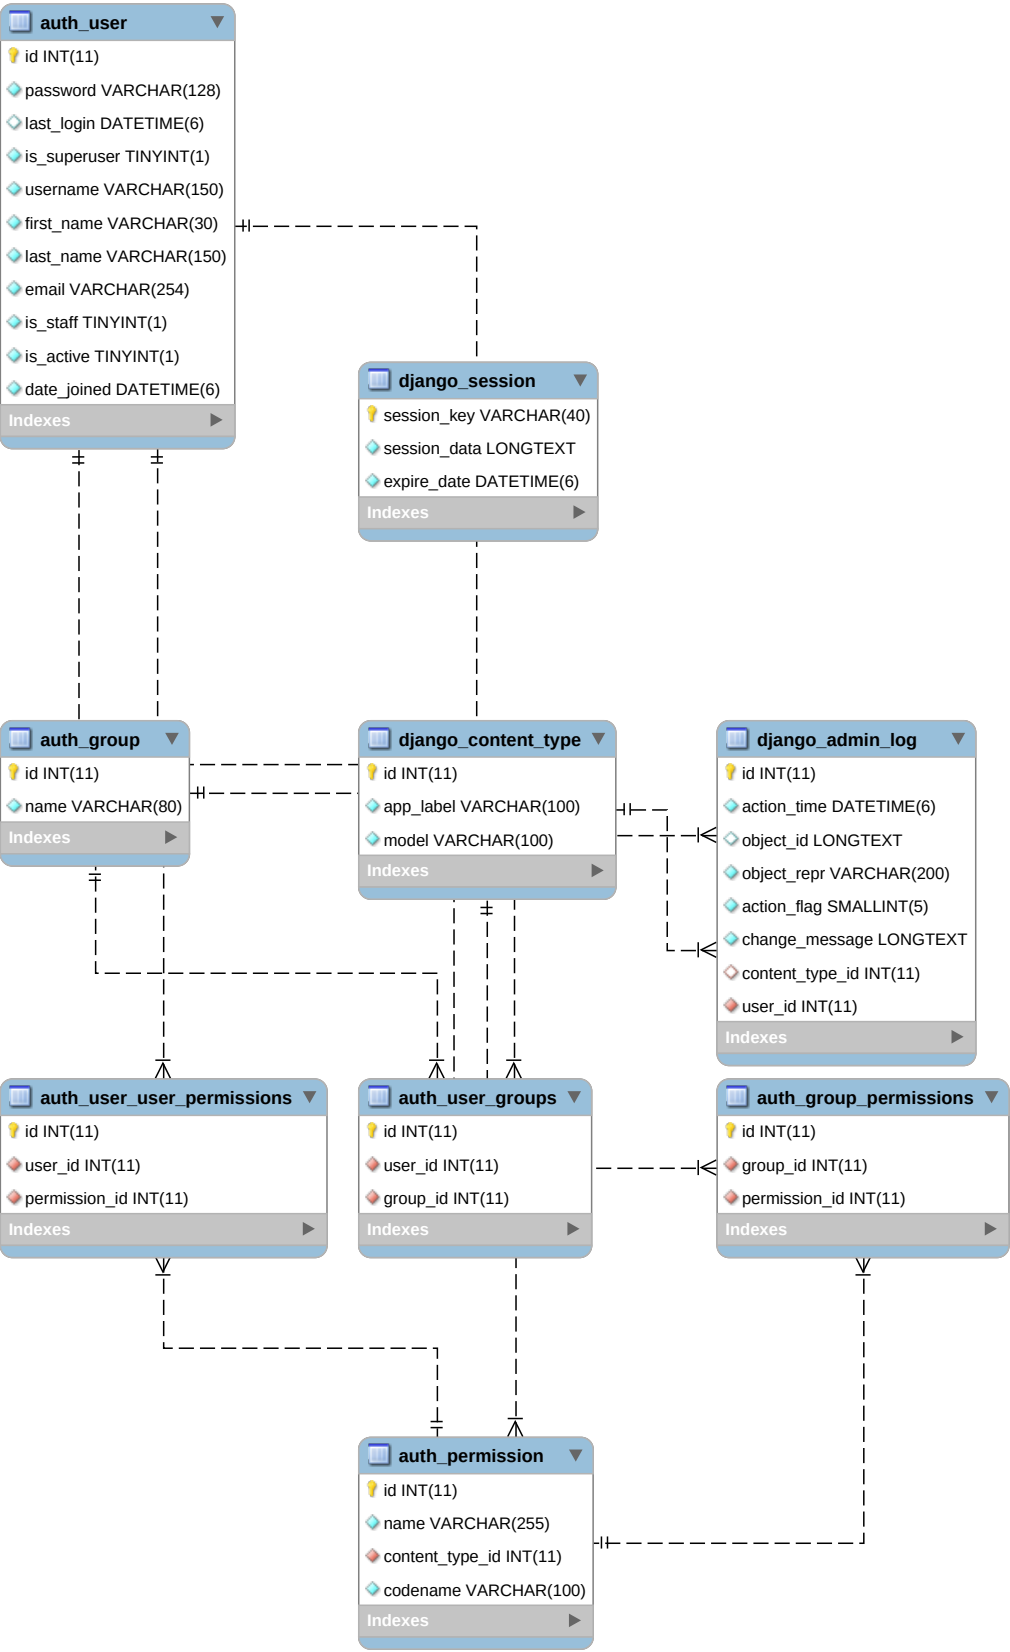 auth_user
id INT(11)
password VARCHAR(128)
last_login DATETIME(6)
is_superuser TINYINT(1)
username VARCHAR(150)
first_name VARCHAR(30)
last_name VARCHAR(150)
email VARCHAR(254)
is_staff TINYINT(1)
is_active TINYINT(1)
date_joined DATETIME(6)
Indexes
django_session
session_key VARCHAR(40)
session_data LONGTEXT
expire_date DATETIME(6)
Indexes
auth_group
id INT(11)
name VARCHAR(80)
Indexes
django_content_type
id INT(11)
app_label VARCHAR(100)
model VARCHAR(100)
Indexes
django_admin_log
id INT(11)
action_time DATETIME(6)
object_id LONGTEXT
object_repr VARCHAR(200)
action_flag SMALLINT(5)
change_message LONGTEXT
content_type_id INT(11)
user_id INT(11)
Indexes
auth_user_user_permissions
id INT(11)
user_id INT(11)
permission_id INT(11)
Indexes
auth_user_groups
id INT(11)
user_id INT(11)
group_id INT(11)
Indexes
auth_group_permissions
id INT(11)
group_id INT(11)
permission_id INT(11)
Indexes
auth_permission
id INT(11)
name VARCHAR(255)
content_type_id INT(11)
codename VARCHAR(100)
Indexes